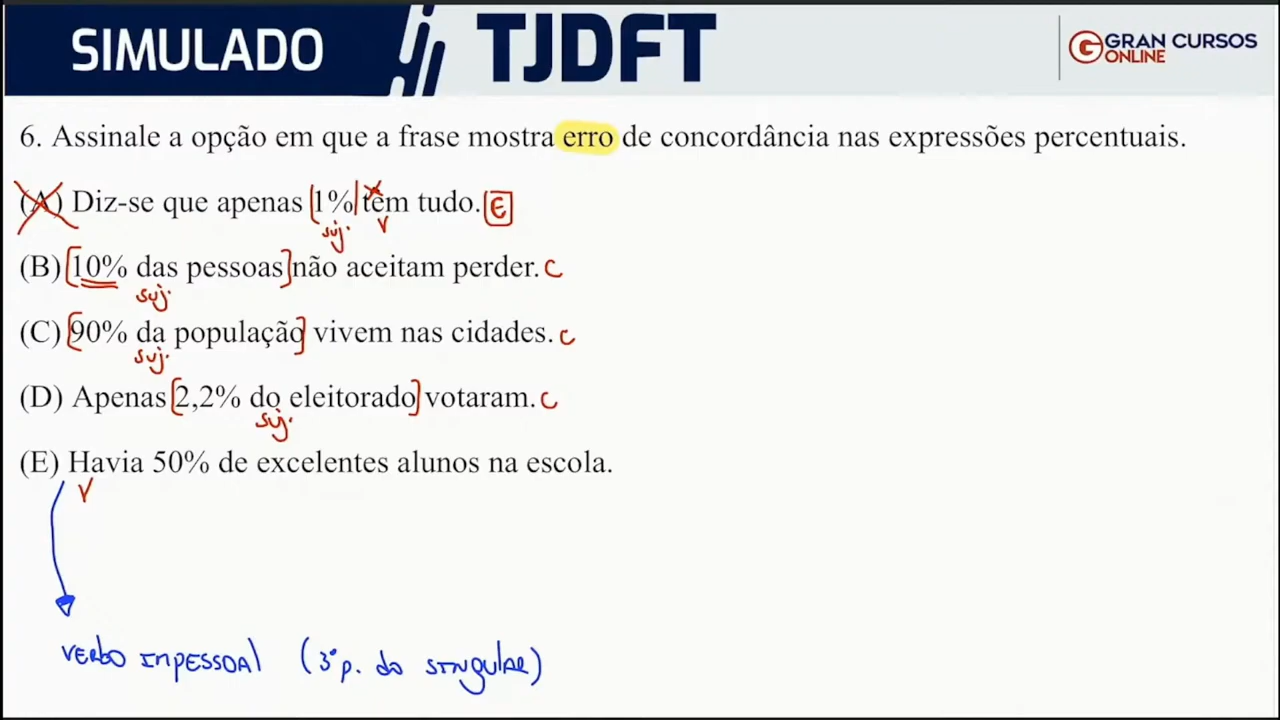 SIMULADO TJDFT GRAN CURSOS ONLINE
6. Assinale a opção em que a frase mostra erro de concordância nas expressões percentuais.
(A) Diz-se que apenas 1% têm tudo. E
suj. V
(B) 10% das pessoas não aceitam perder. C
suj.
(C) 90% da população vivem nas cidades. C
suj.
(D) Apenas 2,2% do eleitorado votaram. C
suj.
(E) Havia 50% de excelentes alunos na escola.
V
VERBO IMPESSOAL (3ª p. do SINGULAR)